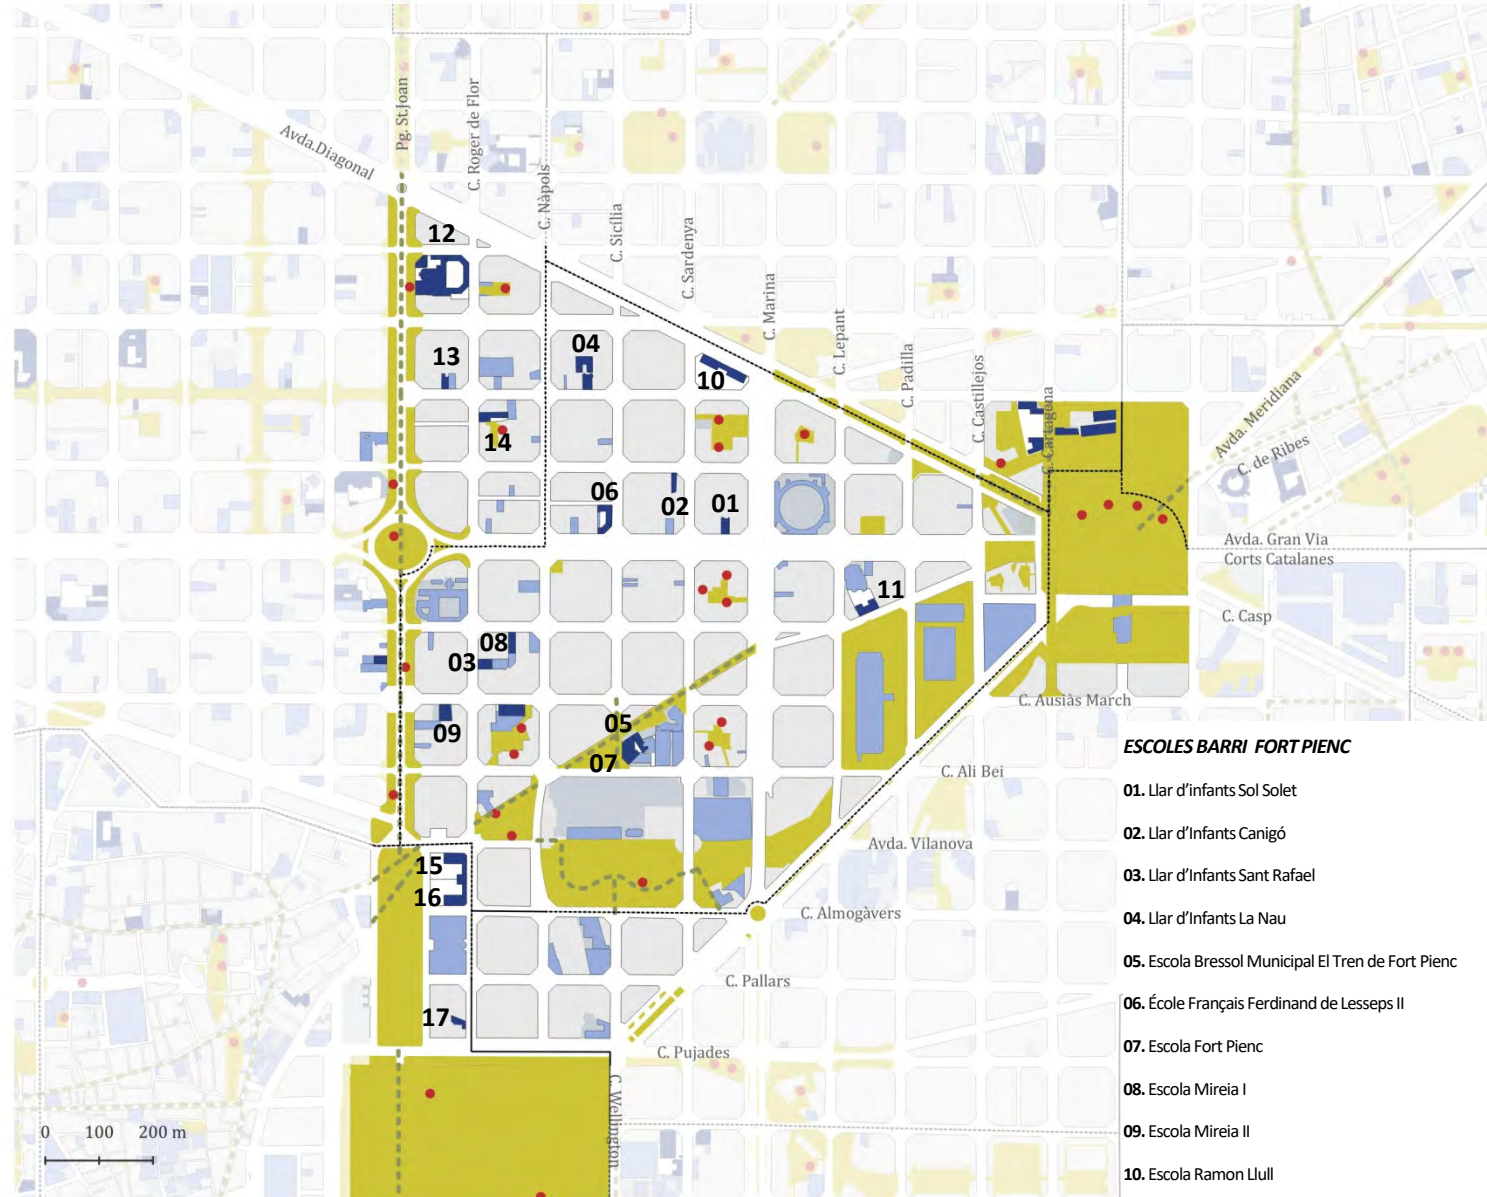 Avda.Diagonal
Pg. St.Joan
C. Roger de Flor
C. Nàpols
C. Sicília
C. Sardenya
C. Marina
C. Lepant
C. Padilla
C. Castillejos
C. Cartagena
Avda. Meridiana
C. de Ribes
12
13
04
10
14
06
02
01
Avda. Gran Via
Corts Catalanes
11
C. Casp
08
03
C. Ausiàs March
05
09
07
C. Ali Bei
Avda. Vilanova
15
16
C. Almogàvers
C. Pallars
17
C. Pujades
C. Wellington
0 100 200 m
ESCOLES BARRI FORT PIENC
01. Llar d'infants Sol Solet
02. Llar d'Infants Canigó
03. Llar d'Infants Sant Rafael
04. Llar d'Infants La Nau
05. Escola Bressol Municipal El Tren de Fort Pienc
06. École Français Ferdinand de Lesseps II
07. Escola Fort Pienc
08. Escola Mireia I
09. Escola Mireia II
10. Escola Ramon Llull